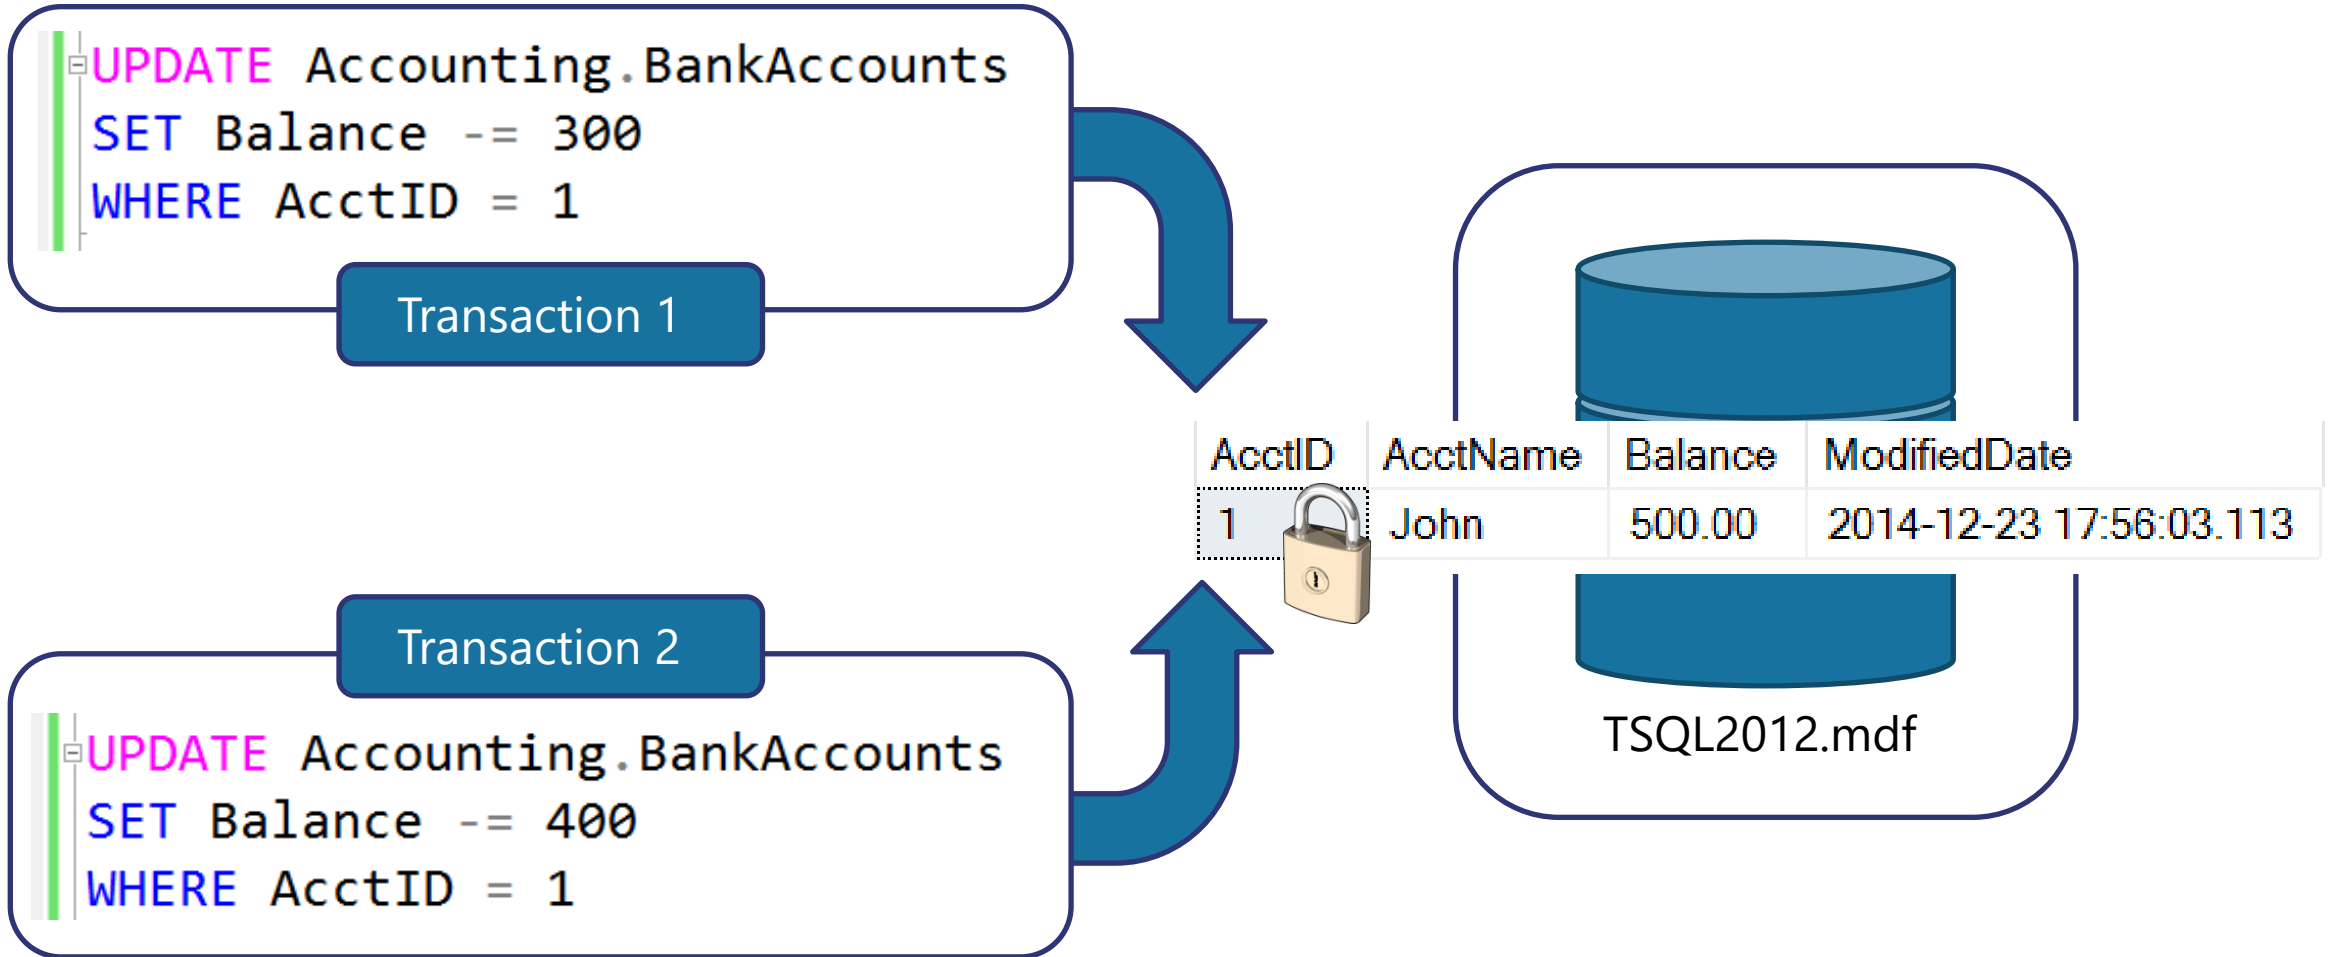 UPDATE Accounting.BankAccounts
SET Balance -= 300
WHERE AcctID = 1
Transaction 1
AcctID AcctName Balance ModifiedDate
1 John 500.00 2014-12-23 17:56:03.113
Transaction 2
UPDATE Accounting.BankAccounts
SET Balance -= 400
WHERE AcctID = 1
TSQL2012.mdf